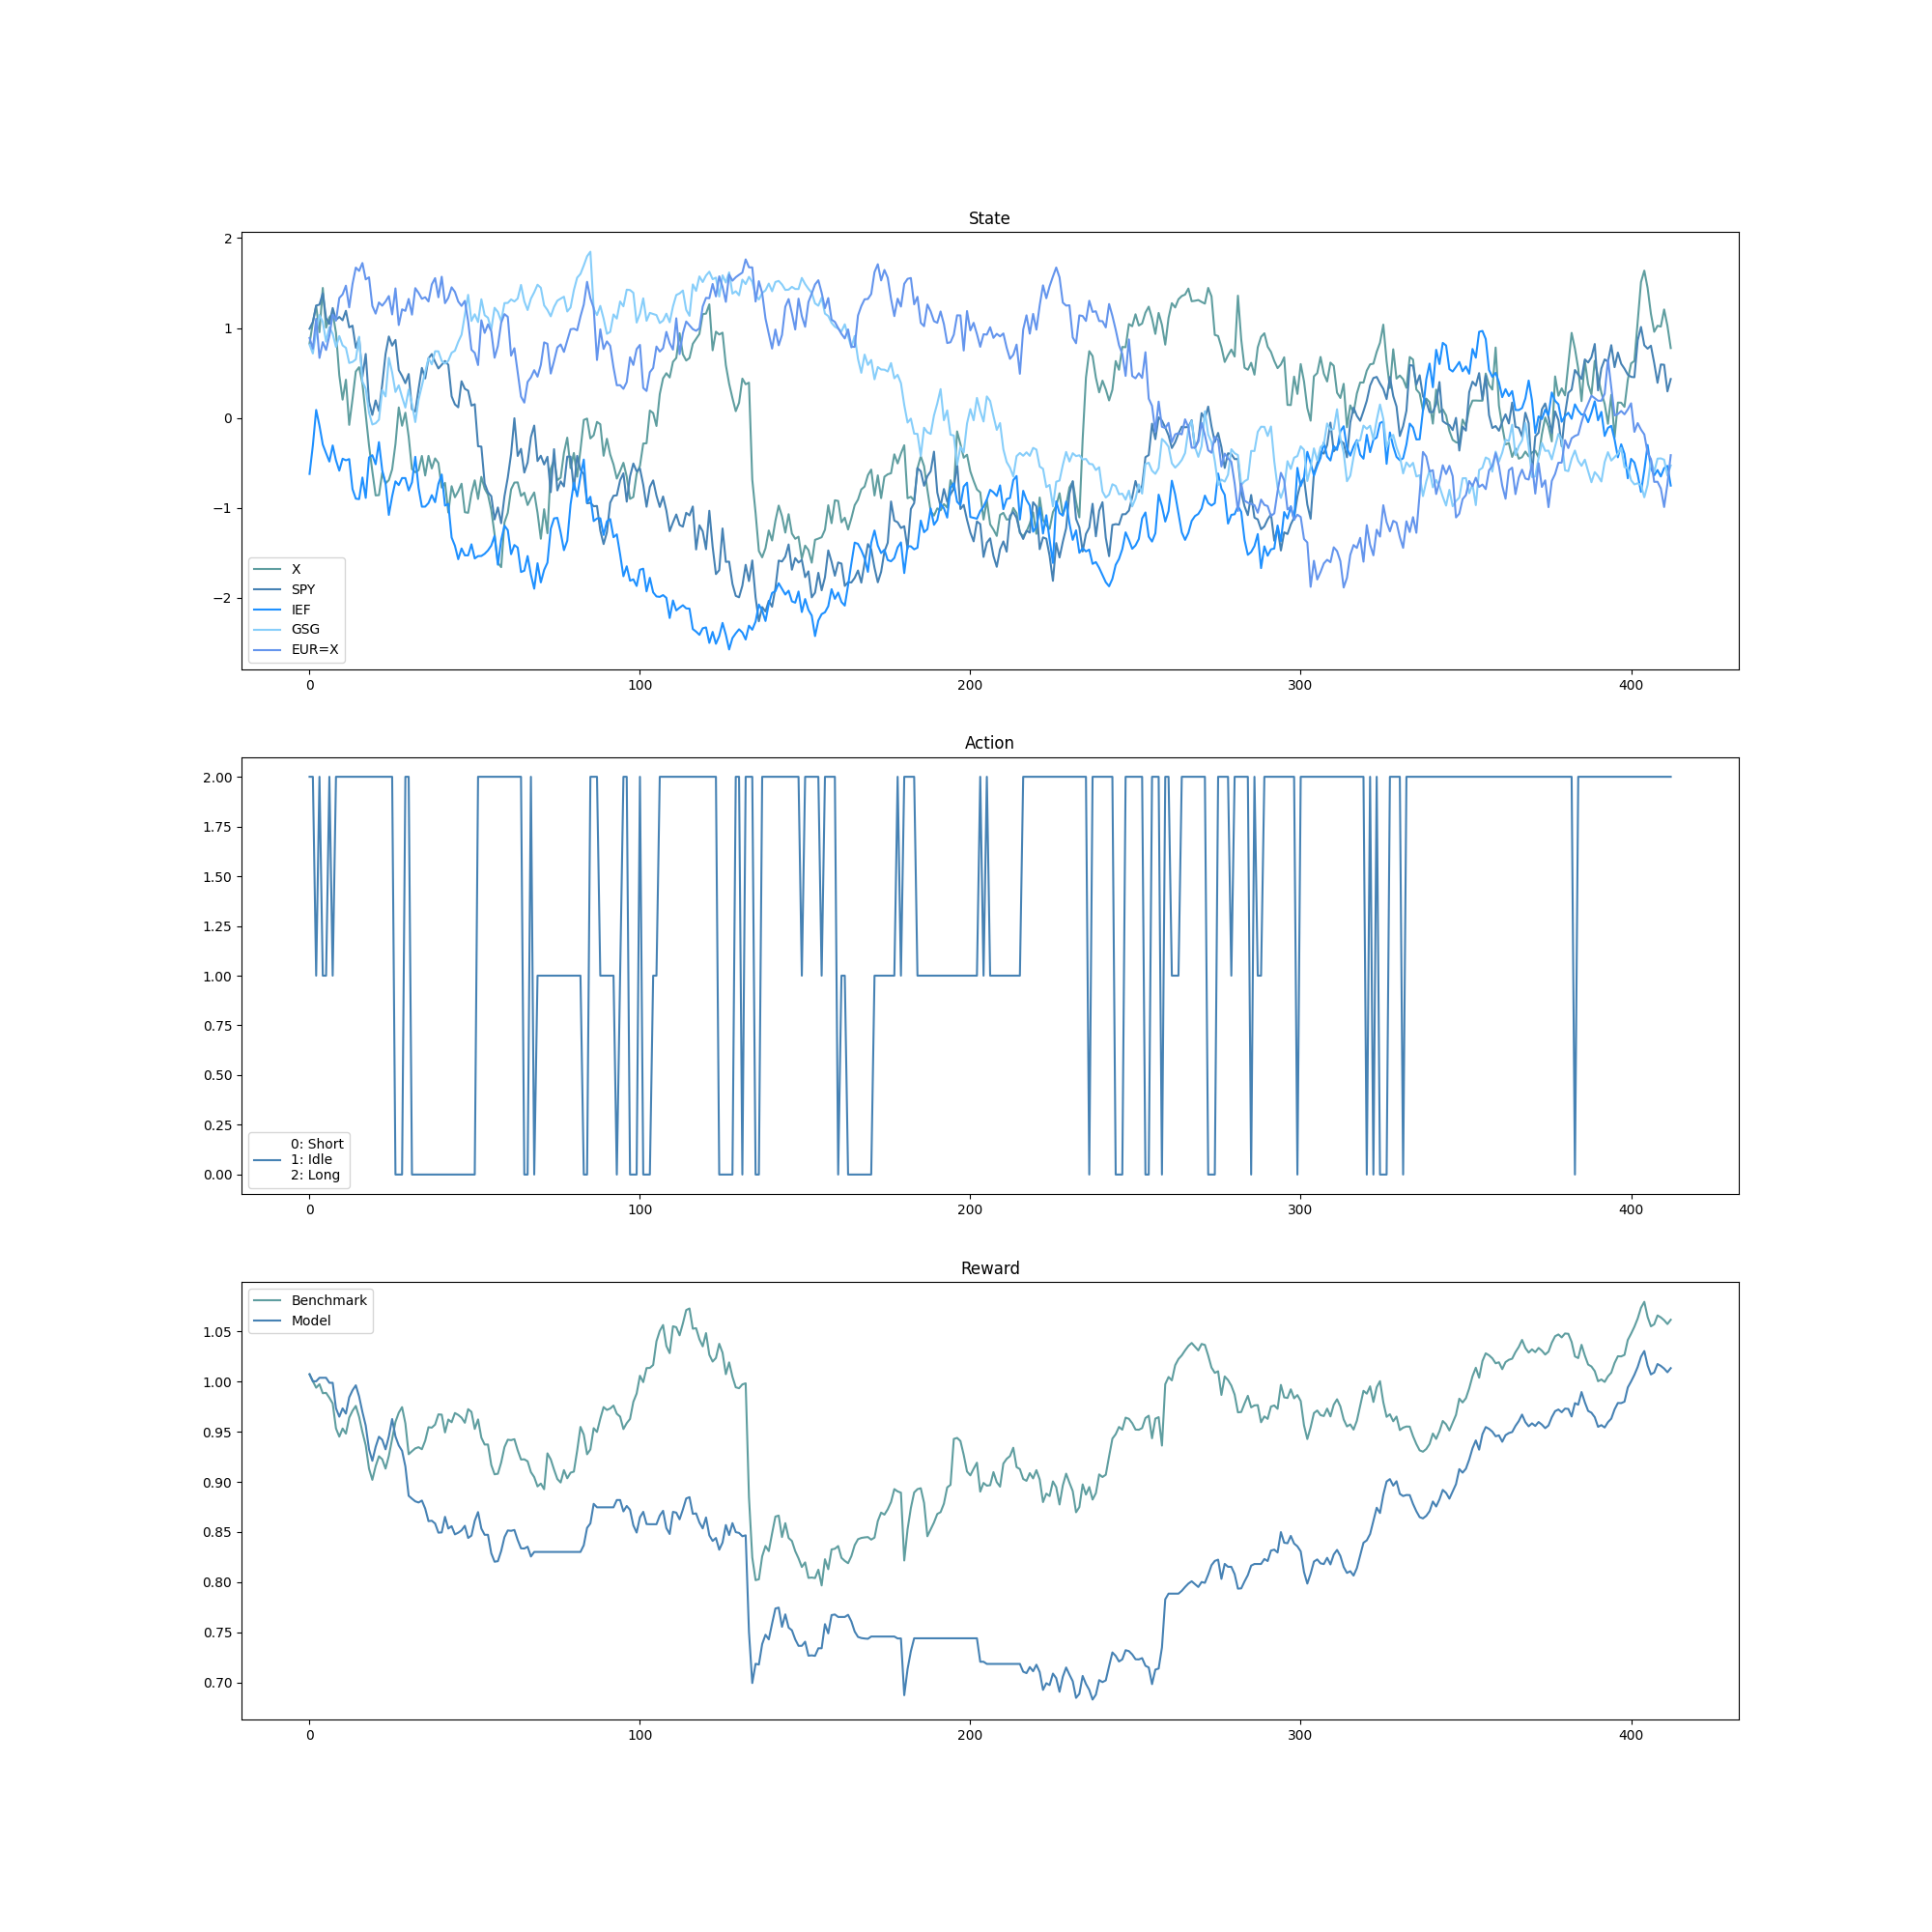 State
2
1
0
−1
−2
X
SPY
IEF
GSG
EUR=X
0 100 200 300 400
Action
2.00
1.75
1.50
1.25
1.00
0.75
0.50
0.25
0.00
0: Short
1: Idle
2: Long
0 100 200 300 400
Reward
Benchmark
Model
1.05
1.00
0.95
0.90
0.85
0.80
0.75
0.70
0 100 200 300 400